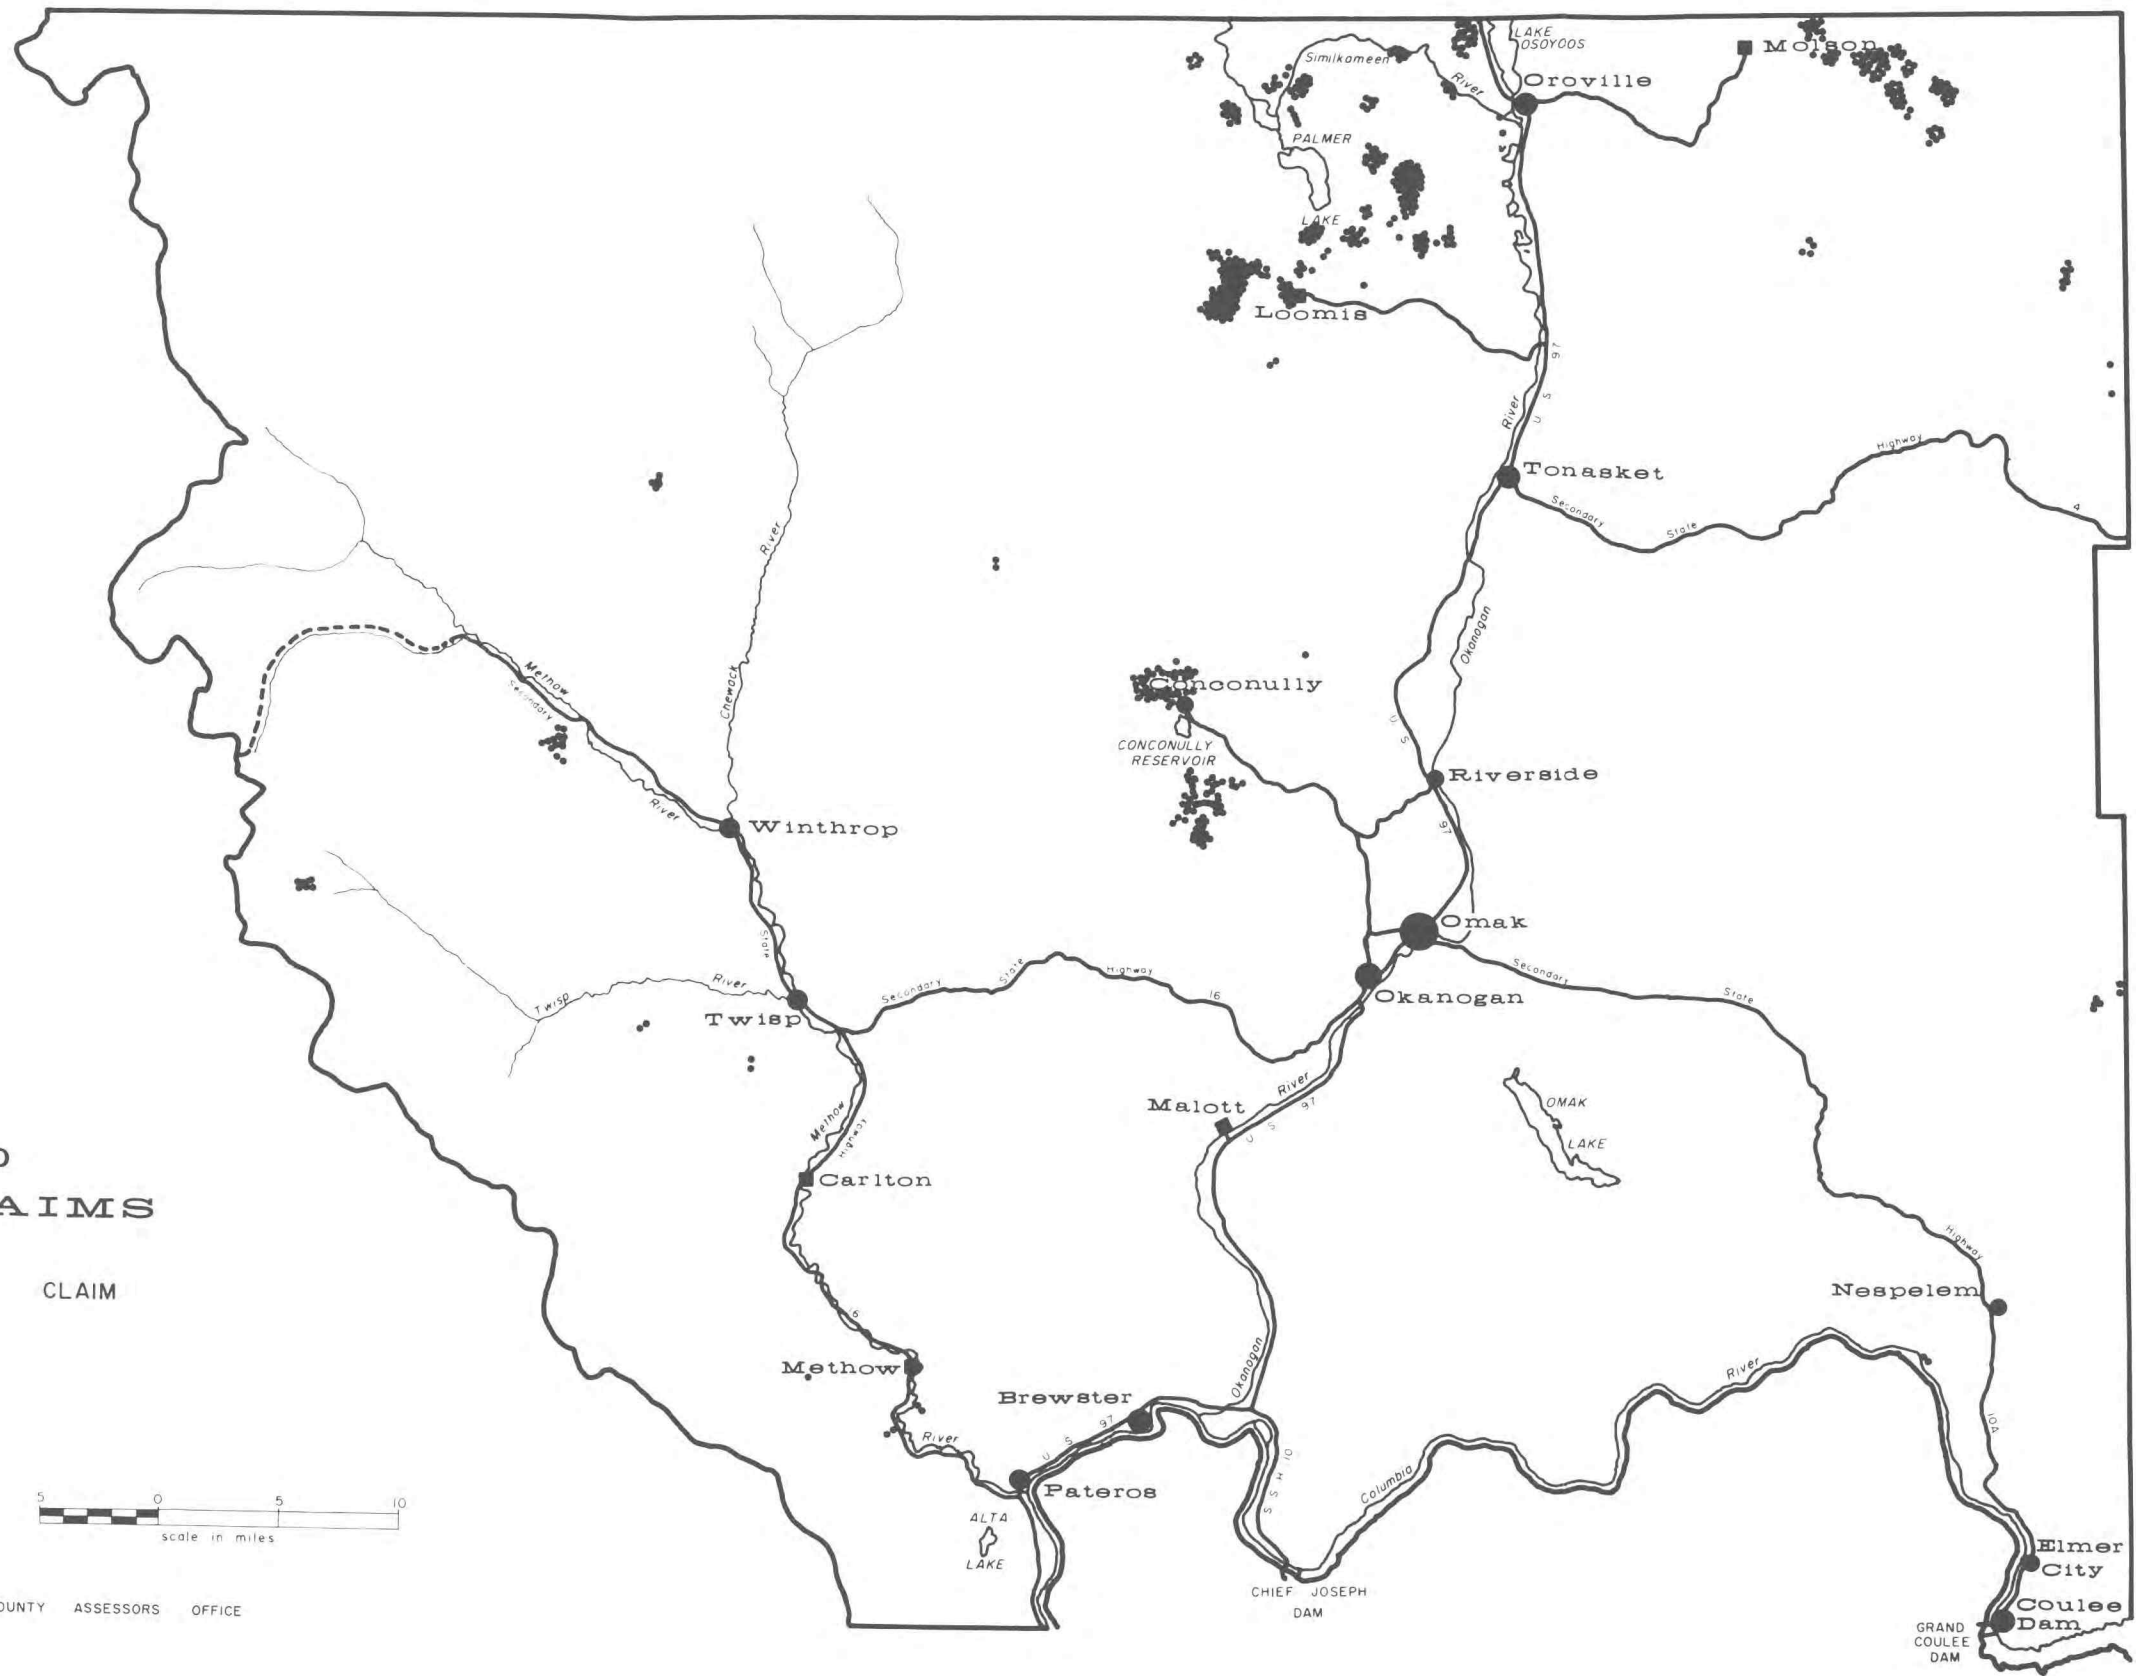 LAKE
OSOYOOS
Molson
Similkameen
River
Oroville
PALMER
LAKE
Loomis
97
U S
River
Tonasket
Highway
Secondary
State
4
River
Okanogan
Methow
Secondary
Chewack
Conconully
CONCONULLY
RESERVOIR
U S
Riverside
97
River
Winthrop
Omak
State
Secondary
State
Highway
16
Okanogan
Secondary
State
Twisp
River
Twisp
Malott
River
97
U S
OMAK
LAKE
Methow
Highway
Carlton
AIMS
CLAIM
Highway
Nespelem
16
Methow
Okanogan
River
Brewster
U S 97
10A
River
Pateros
S S H 10
Columbia
5 0 5 10
scale in miles
ALTA
LAKE
Elmer
City
CHIEF JOSEPH
DAM
OUNTY ASSESSORS OFFICE
Coulee
Dam
GRAND
COULEE
DAM